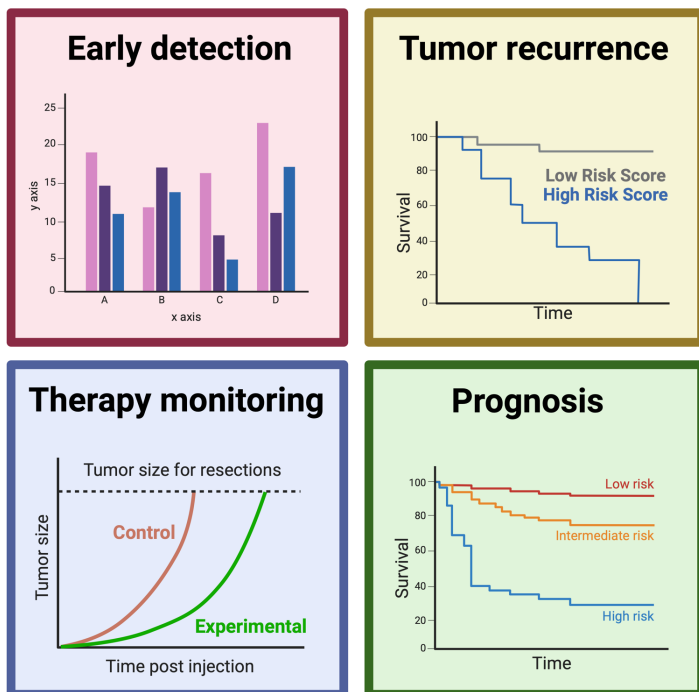 Early detection
25
20
15
10
5
0
y axis
A B C D
x axis
Tumor recurrence
100
80
60
40
20
0
Survival
Low Risk Score
High Risk Score
Time
Therapy monitoring
Tumor size for resections
Control
Experimental
Tumor size
Time post injection
Prognosis
100
80
60
40
20
0
Survival
Low risk
Intermediate risk
High risk
Time